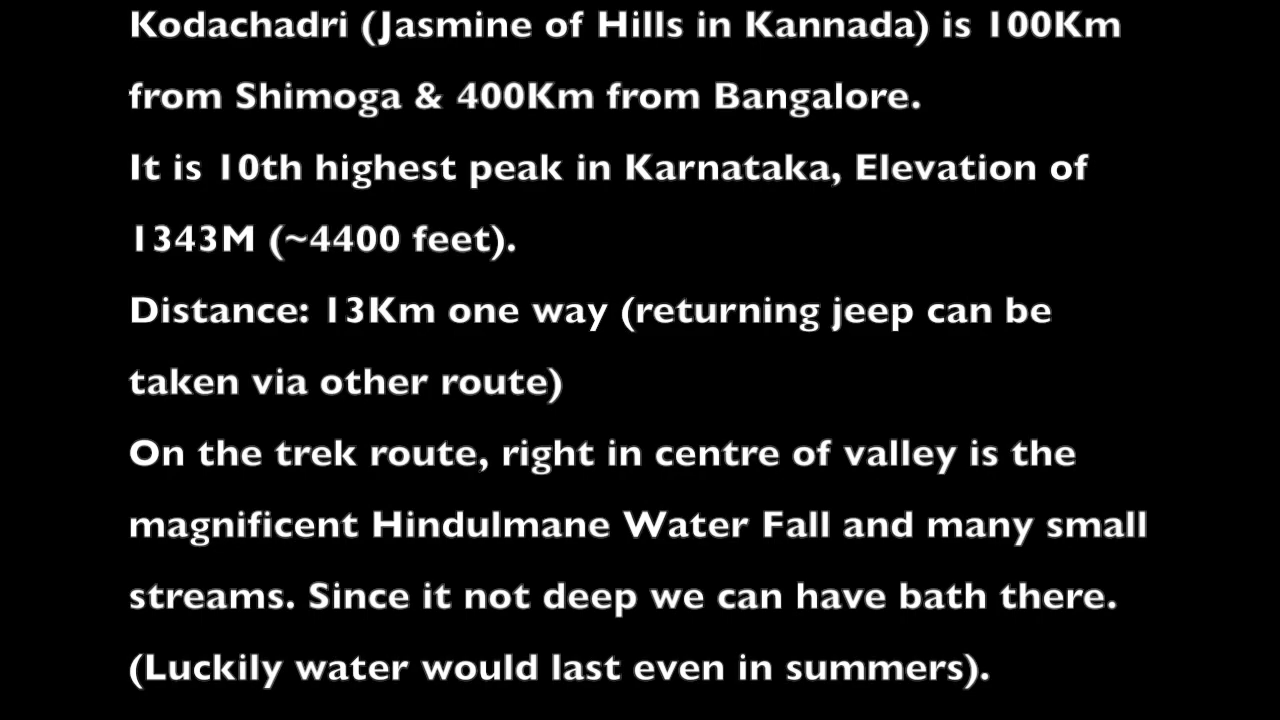 Kodachadri (Jasmine of Hills in Kannada) is 100Km
from Shimoga & 400Km from Bangalore.
It is 10th highest peak in Karnataka, Elevation of
1343M (~4400 feet).
Distance: 13Km one way (returning jeep can be
taken via other route)
On the trek route, right in centre of valley is the
magnificent Hindulmane Water Fall and many small
streams. Since it not deep we can have bath there.
(Luckily water would last even in summers).